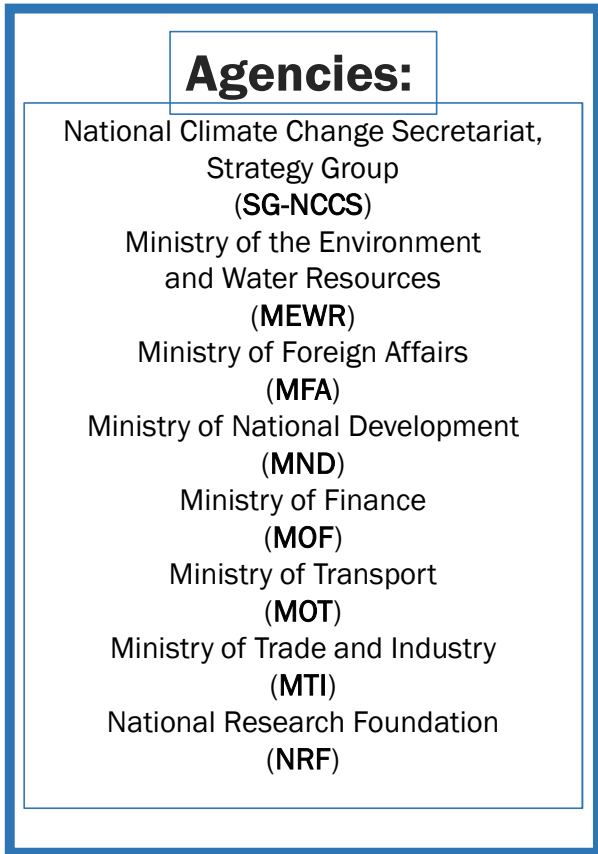 Agencies:
National Climate Change Secretariat,
Strategy Group
(SG-NCCS)
Ministry of the Environment
and Water Resources
(MEWR)
Ministry of Foreign Affairs
(MFA)
Ministry of National Development
(MND)
Ministry of Finance
(MOF)
Ministry of Transport
(MOT)
Ministry of Trade and Industry
(MTI)
National Research Foundation
(NRF)